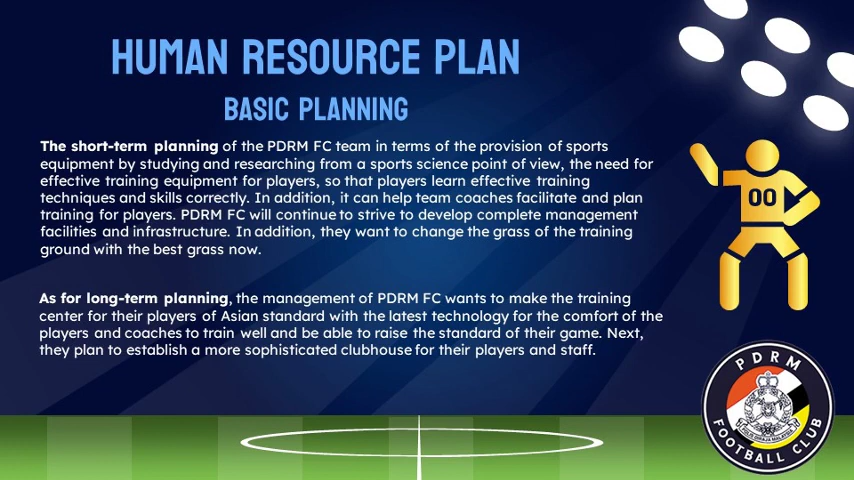 HUMAN RESOURCE PLAN
BASIC PLANNING
The short-term planning of the PDRM FC team in terms of the provision of sports
equipment by studying and researching from a sports science point of view, the need for
effective training equipment for players, so that players learn effective training
techniques and skills correctly. In addition, it can help team coaches facilitate and plan
training for players. PDRM FC will continue to strive to develop complete management
facilities and infrastructure. In addition, they want to change the grass of the training
ground with the best grass now.
As for long-term planning, the management of PDRM FC wants to make the training
center for their players of Asian standard with the latest technology for the comfort of the
players and coaches to train well and be able to raise the standard of their game. Next,
they plan to establish a more sophisticated clubhouse for their players and staff.
00
PDRM
FOOTBALL CLUB